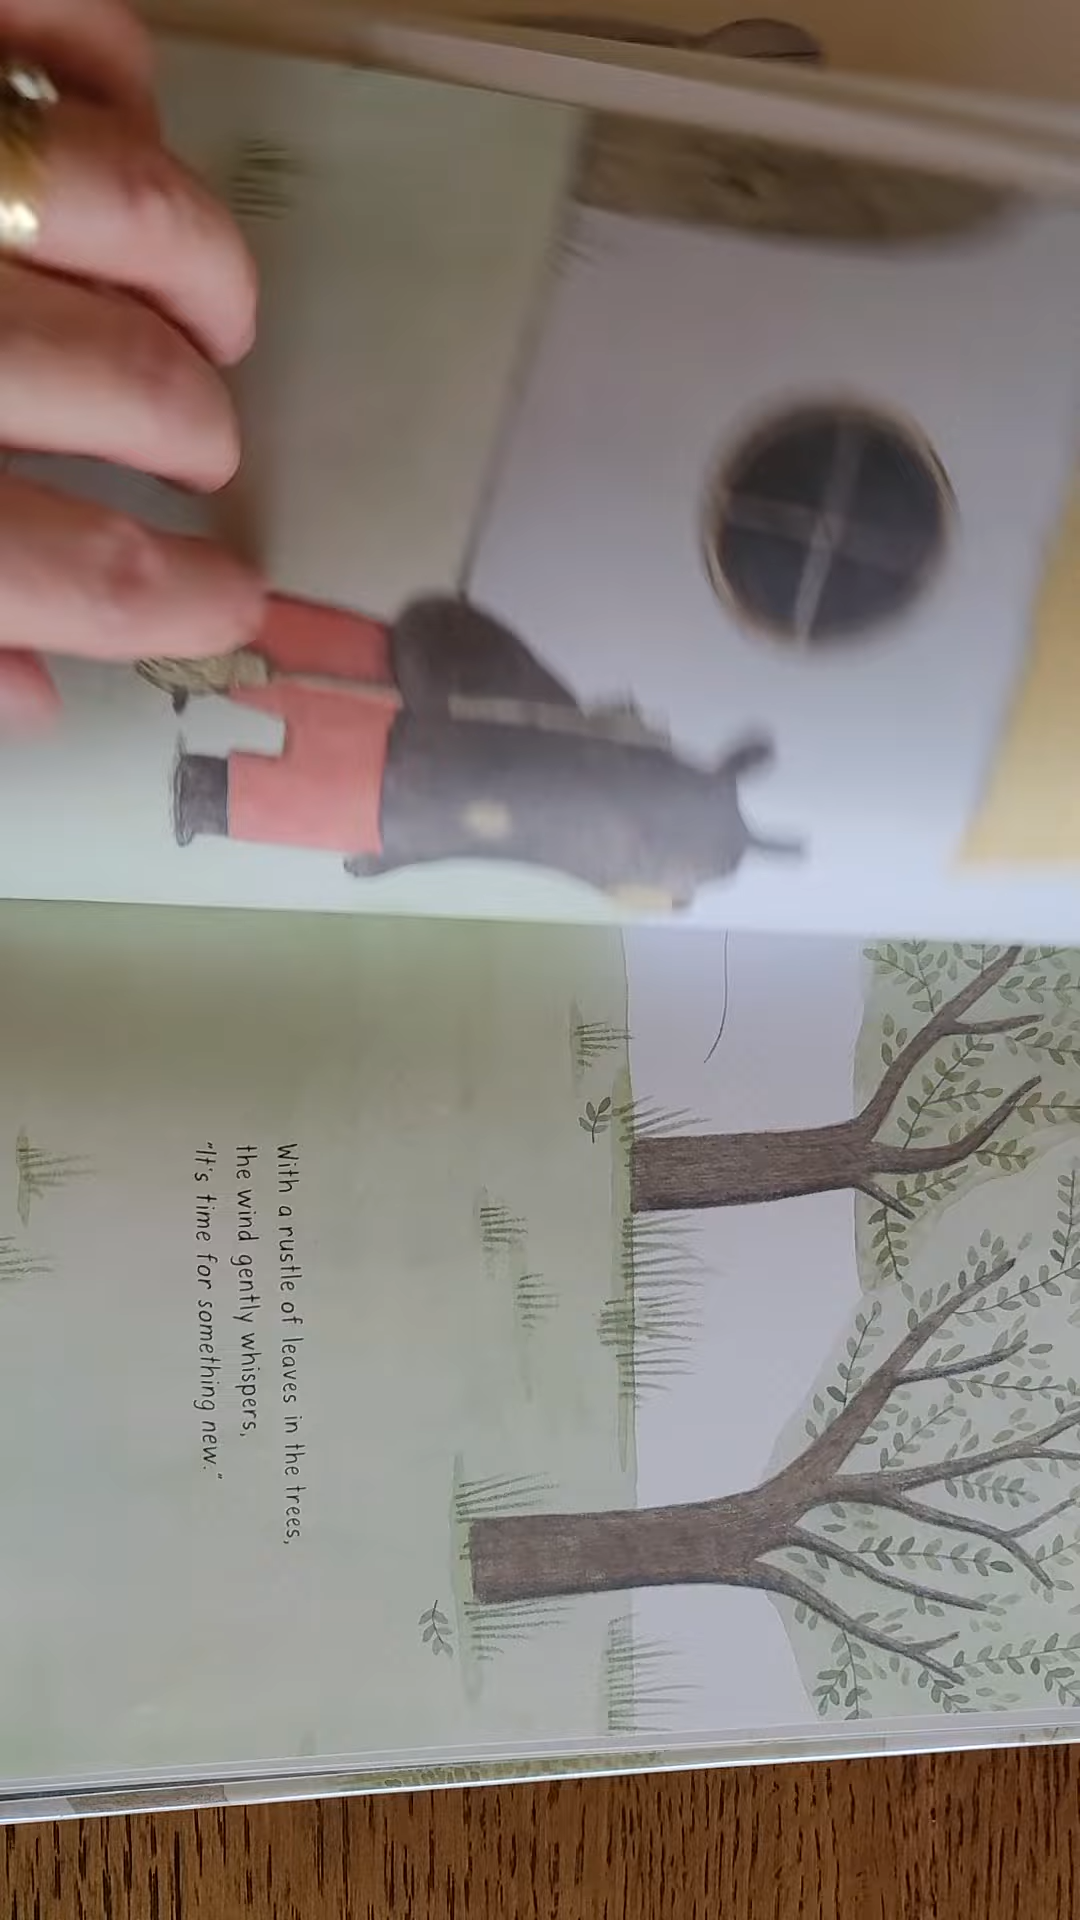 With a rustle of leaves in the trees,
the wind gently whispers,
"It's time for something new."